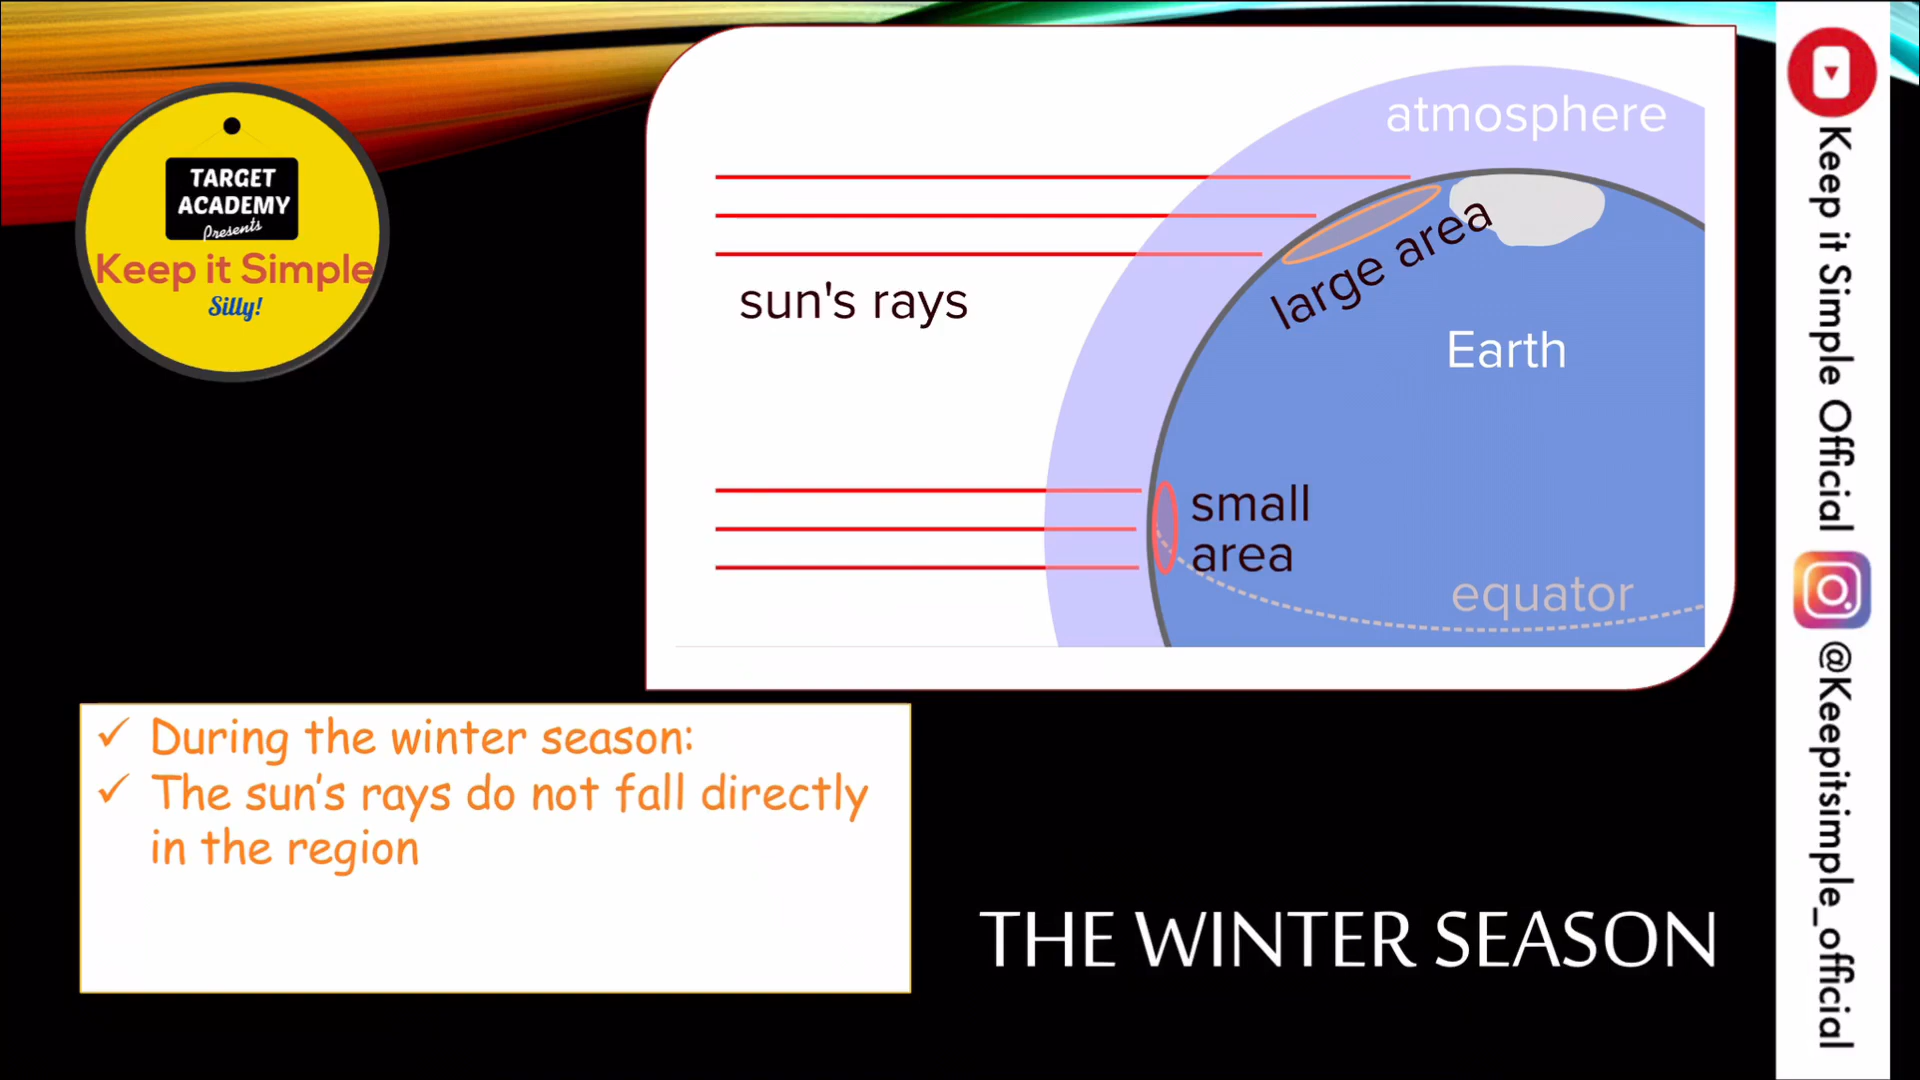 TARGET
ACADEMY
Presents
Keep it Simple
Silly!
atmosphere
sun's rays
large area
Earth
small
area
equator
✓ During the winter season:
✓ The sun’s rays do not fall directly
in the region
THE WINTER SEASON
Keep it Simple Official
@Keepitsimple_official